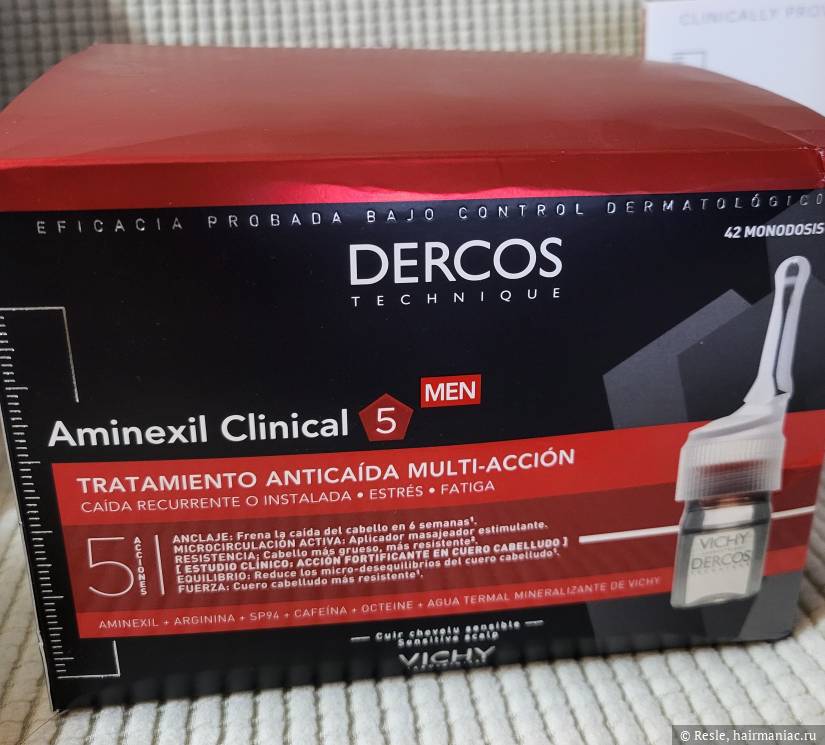 CLINICALLY PRO
EFICACIA PROBADA BAJO CONTROL DERMATOLÓGICO
42 MONODOSIS
DERCOS
TECHNIQUE
MEN
Aminexil Clinical 5
TRATAMIENTO ANTICAÍDA MULTI-ACCIÓN
CAÍDA RECURRENTE O INSTALADA • ESTRÉS • FATIGA
5 ACCIONES
ANCLAJE: Frena la caída del cabello en 6 semanas¹.
MICROCIRCULACIÓN ACTIVA: Aplicador masajeador estimulante.
RESISTENCIA: Cabello más grueso, más resistente².
[ ESTUDIO CLÍNICO: ACCIÓN FORTIFICANTE EN CUERO CABELLUDO ]
EQUILIBRIO: Reduce los micro-desequilibrios del cuero cabelludo¹.
FUERZA: Cuero cabelludo más resistente¹.
VICHY
DERCOS
AMINEXIL + ARGININA + SP94 + CAFEÍNA + OCTEINE + AGUA TERMAL MINERALIZANTE DE VICHY
Cuir chevelu sensible
Sensitive scalp
VICHY
© Resle, hairmaniac.ru